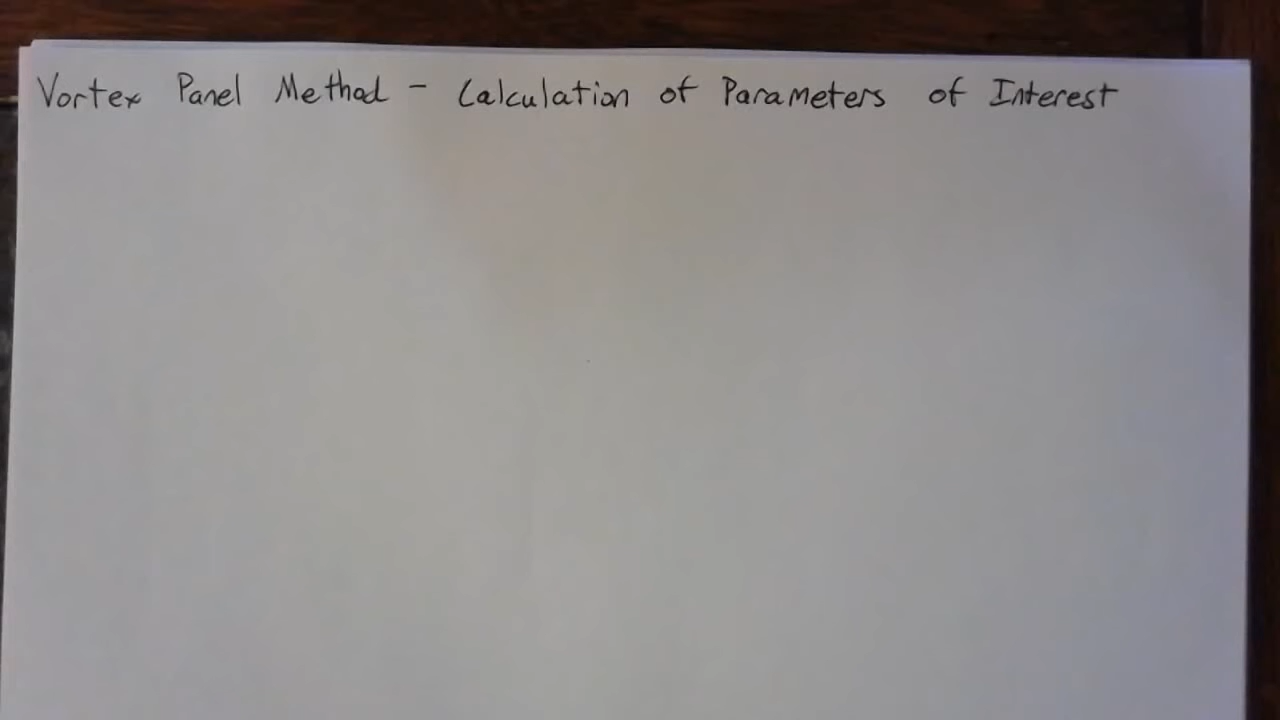 Vortex Panel Method - Calculation of Parameters of Interest